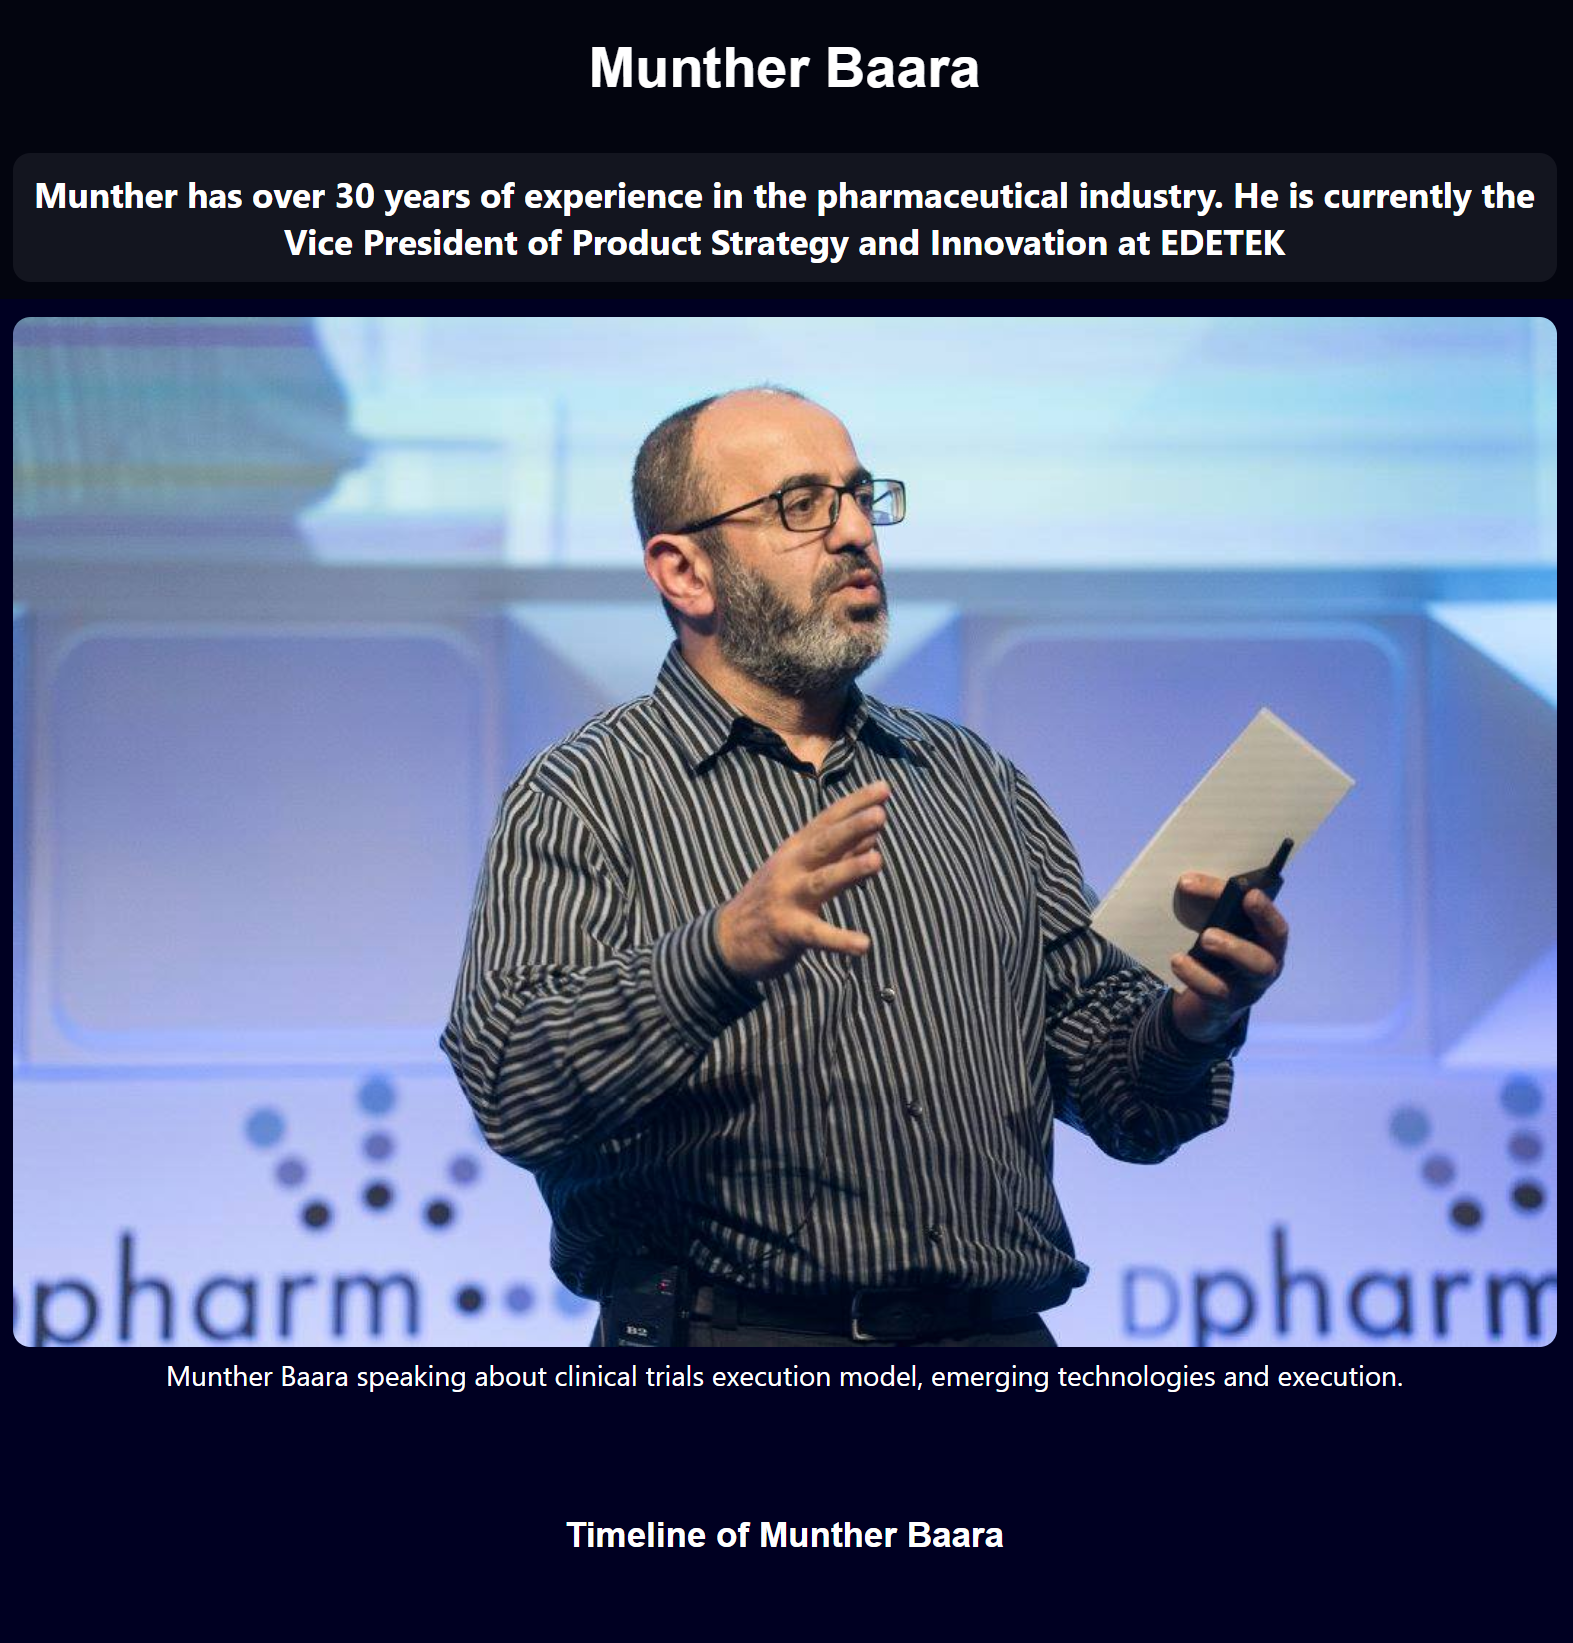 Munther Baara
Munther has over 30 years of experience in the pharmaceutical industry. He is currently the
Vice President of Product Strategy and Innovation at EDETEK
B2
pharm
Dpharm
Munther Baara speaking about clinical trials execution model, emerging technologies and execution.
Timeline of Munther Baara